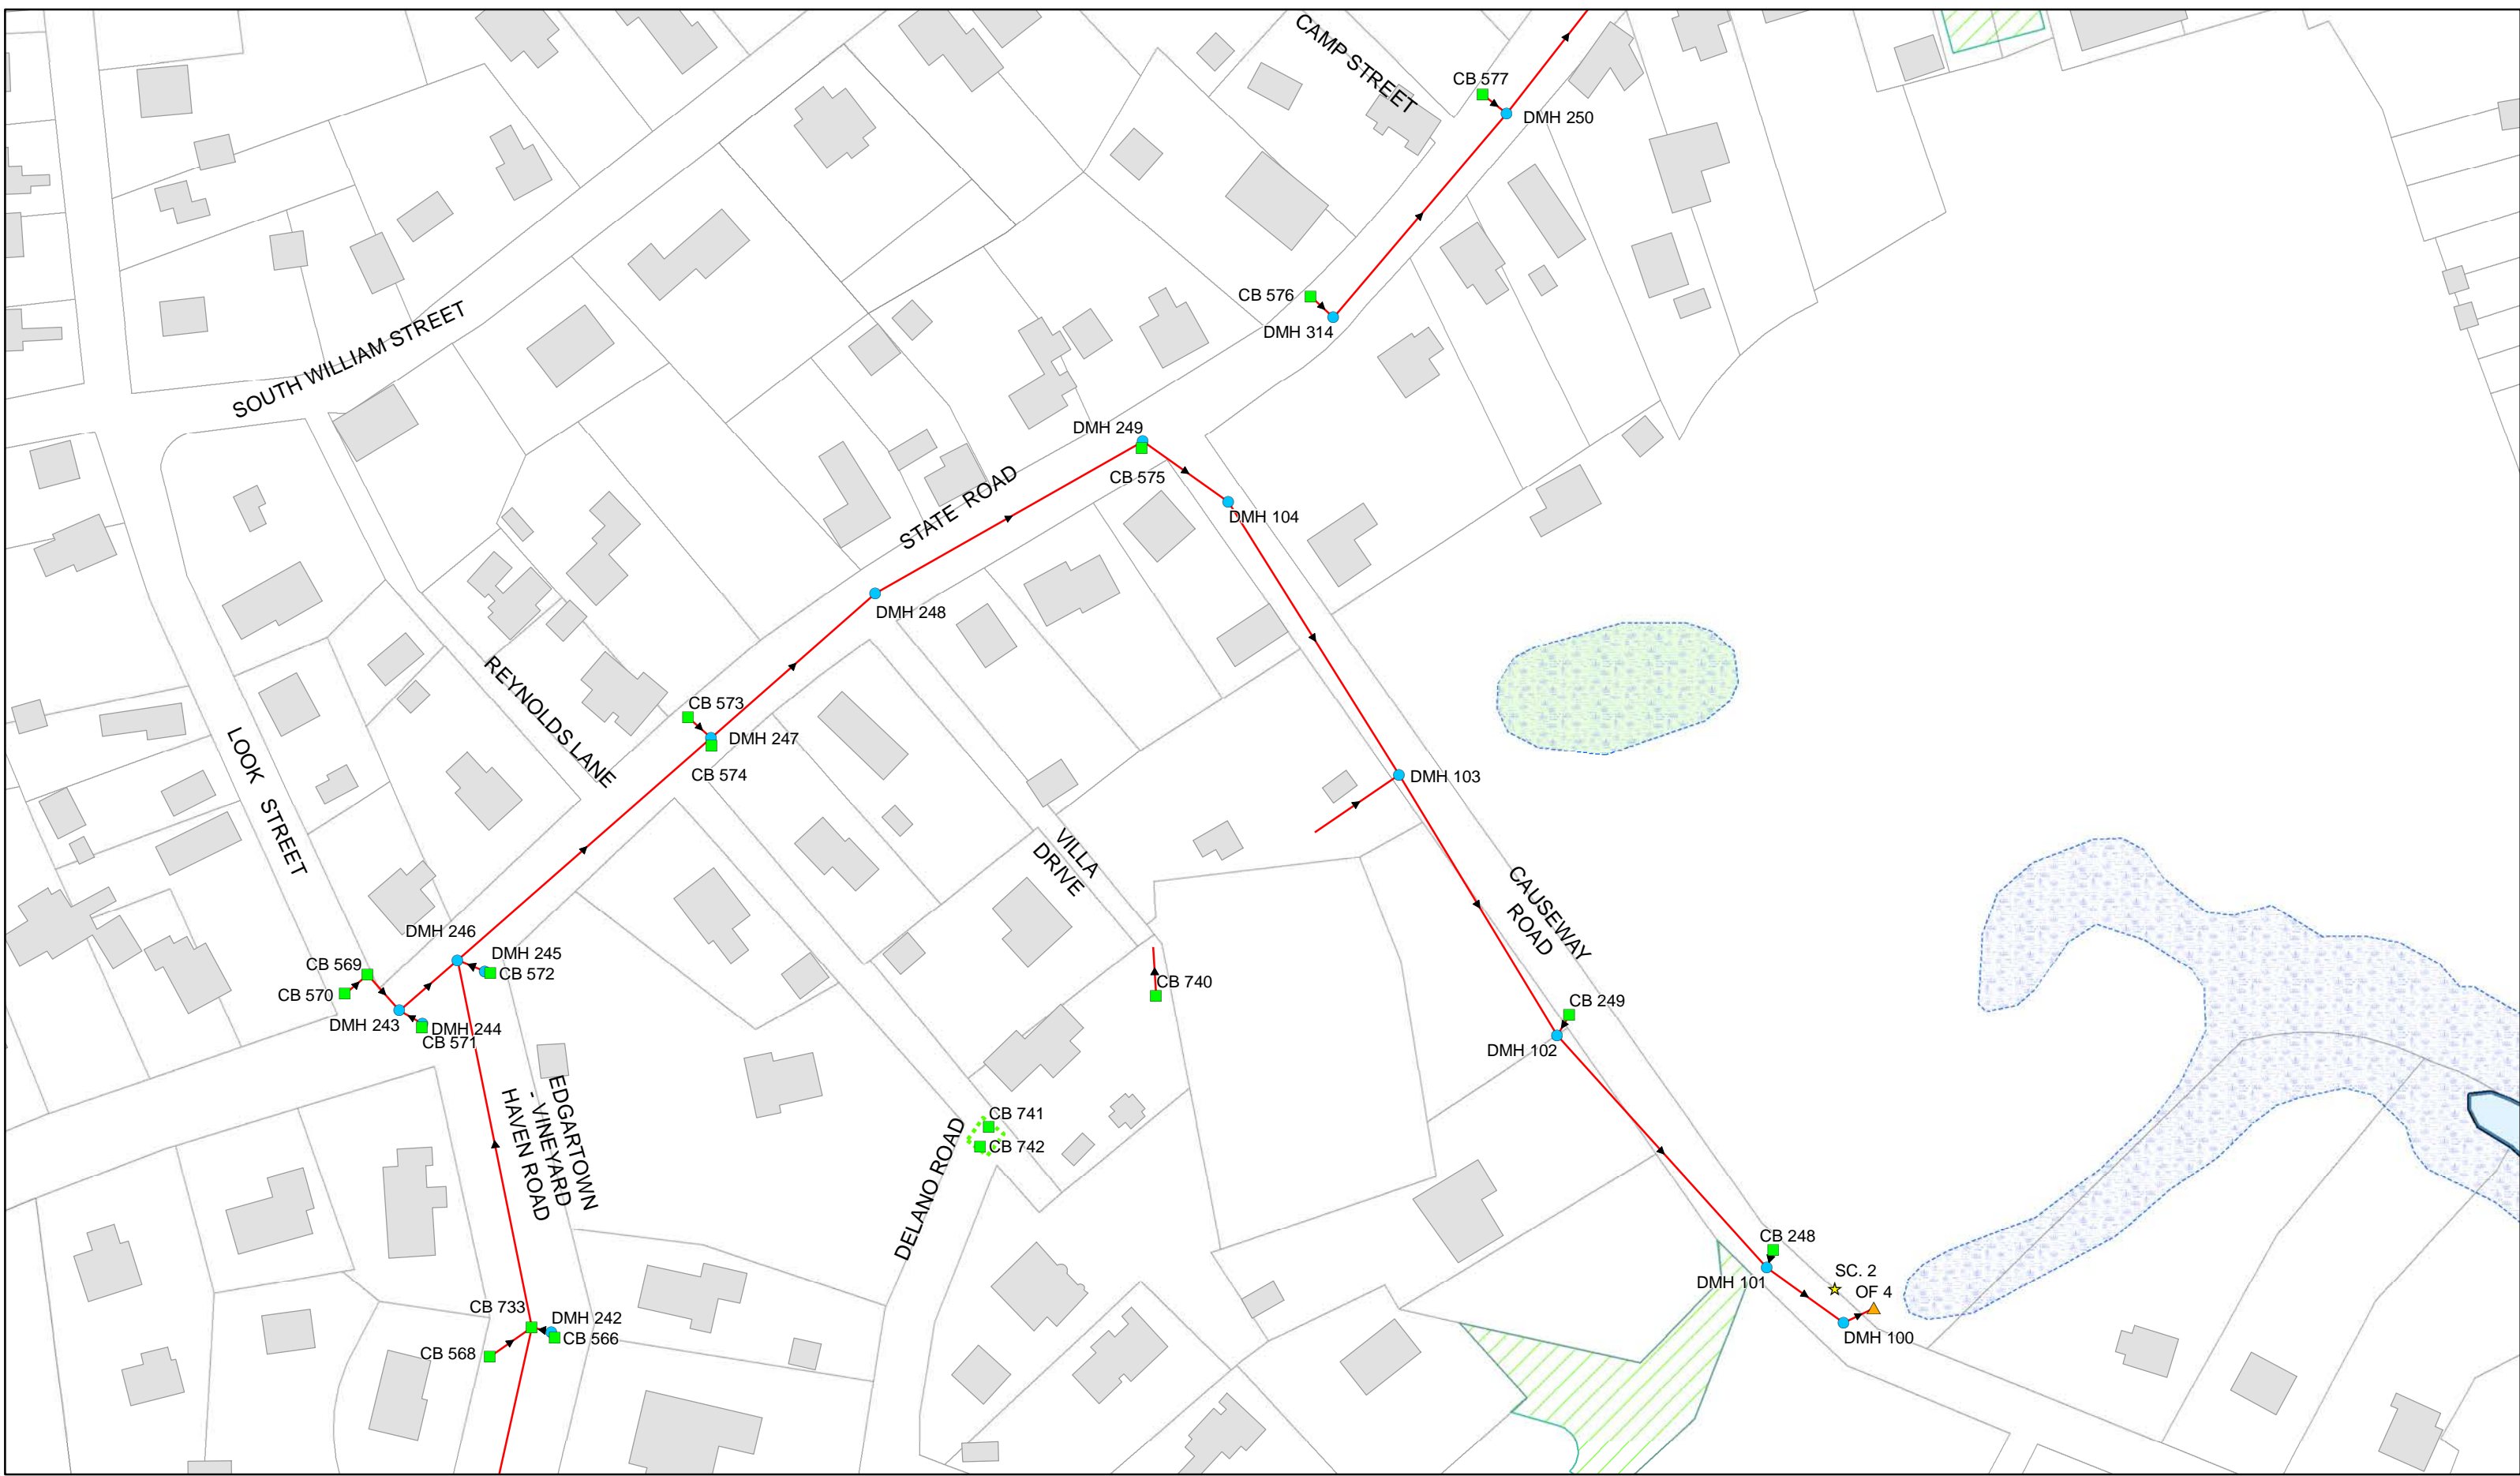 CAMP STREET
CB 577
DMH 250
CB 576
DMH 314
SOUTH WILLIAM STREET
DMH 249
CB 575
STATE ROAD
DMH 104
DMH 248
REYNOLDS LANE
CB 573
DMH 247
CB 574
LOOK STREET
DMH 103
VILLA
DRIVE
CAUSEWAY
ROAD
DMH 246
DMH 245
CB 572
CB 569
CB 570
DMH 243
DMH 244
CB 571
CB 740
CB 249
DMH 102
EDGARTOWN
- VINEYARD
HAVEN ROAD
CB 741
CB 742
DELANO ROAD
CB 248
SC. 2
DMH 101
OF 4
DMH 100
CB 733
DMH 242
CB 566
CB 568